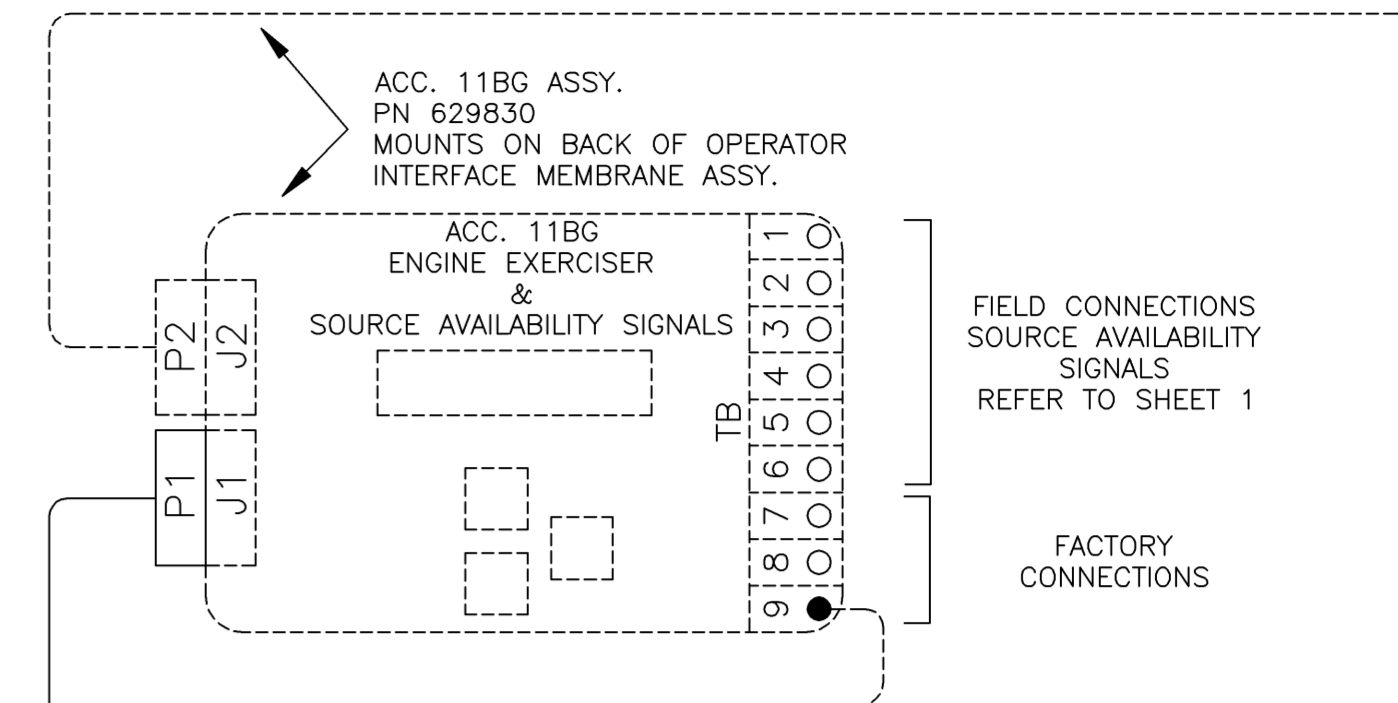 ACC. 11BG ASSY.
PN 629830
MOUNTS ON BACK OF OPERATOR
INTERFACE MEMBRANE ASSY.
ACC. 11BG
ENGINE EXERCISER
&
SOURCE AVAILABILITY SIGNALS
P2
J2
P1
J1
TB
1
2
3
4
5
6
7
8
9
FIELD CONNECTIONS
SOURCE AVAILABILITY
SIGNALS
REFER TO SHEET 1
FACTORY
CONNECTIONS